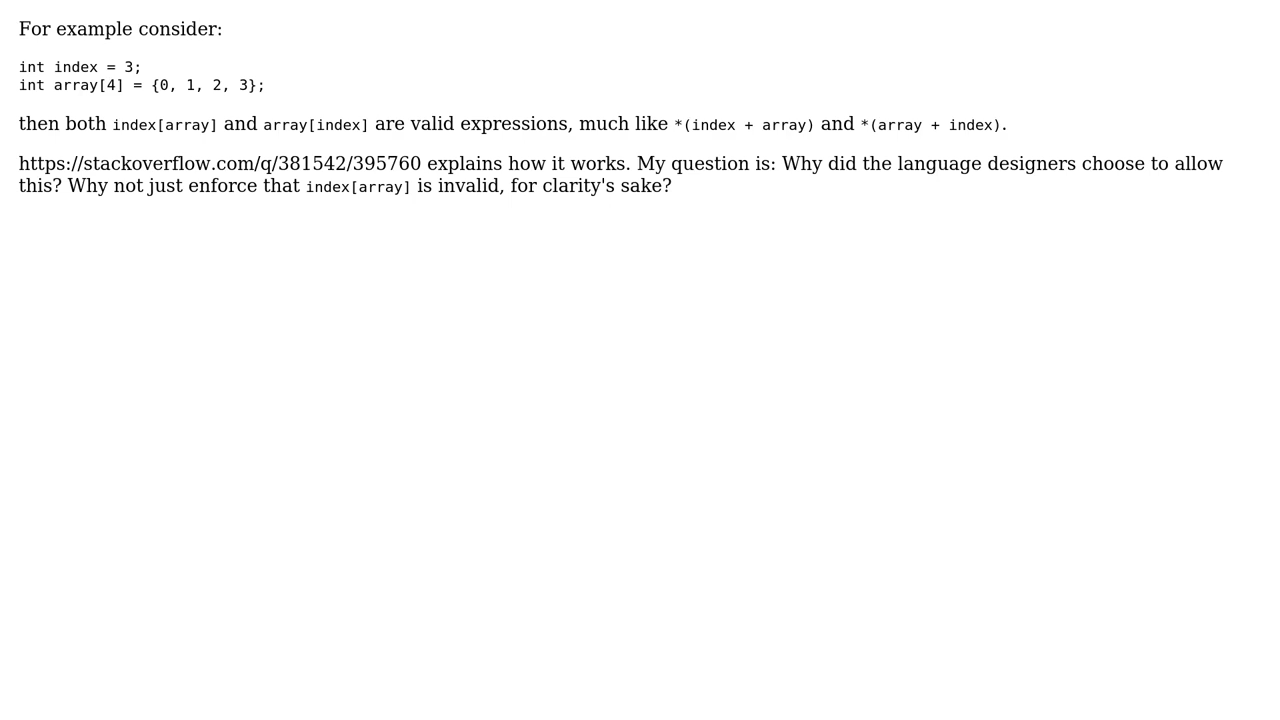 For example consider:
int index = 3;
int array[4] = {0, 1, 2, 3};
then both index[array] and array[index] are valid expressions, much like *(index + array) and *(array + index).
https://stackoverflow.com/q/381542/395760 explains how it works. My question is: Why did the language designers choose to allow
this? Why not just enforce that index[array] is invalid, for clarity's sake?